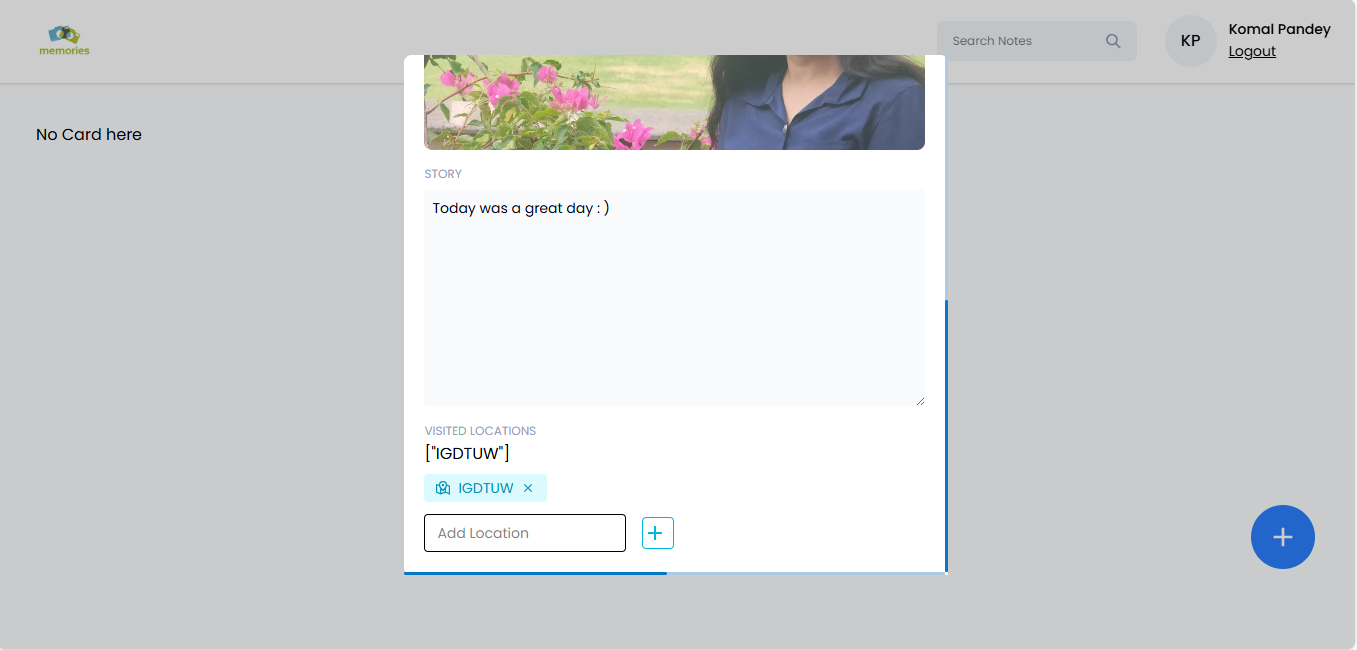 memories
Search Notes
KP
Komal Pandey
Logout
No Card here
STORY
Today was a great day : )
VISITED LOCATIONS
["IGDTUW"]
IGDTUW ×
Add Location
+
+